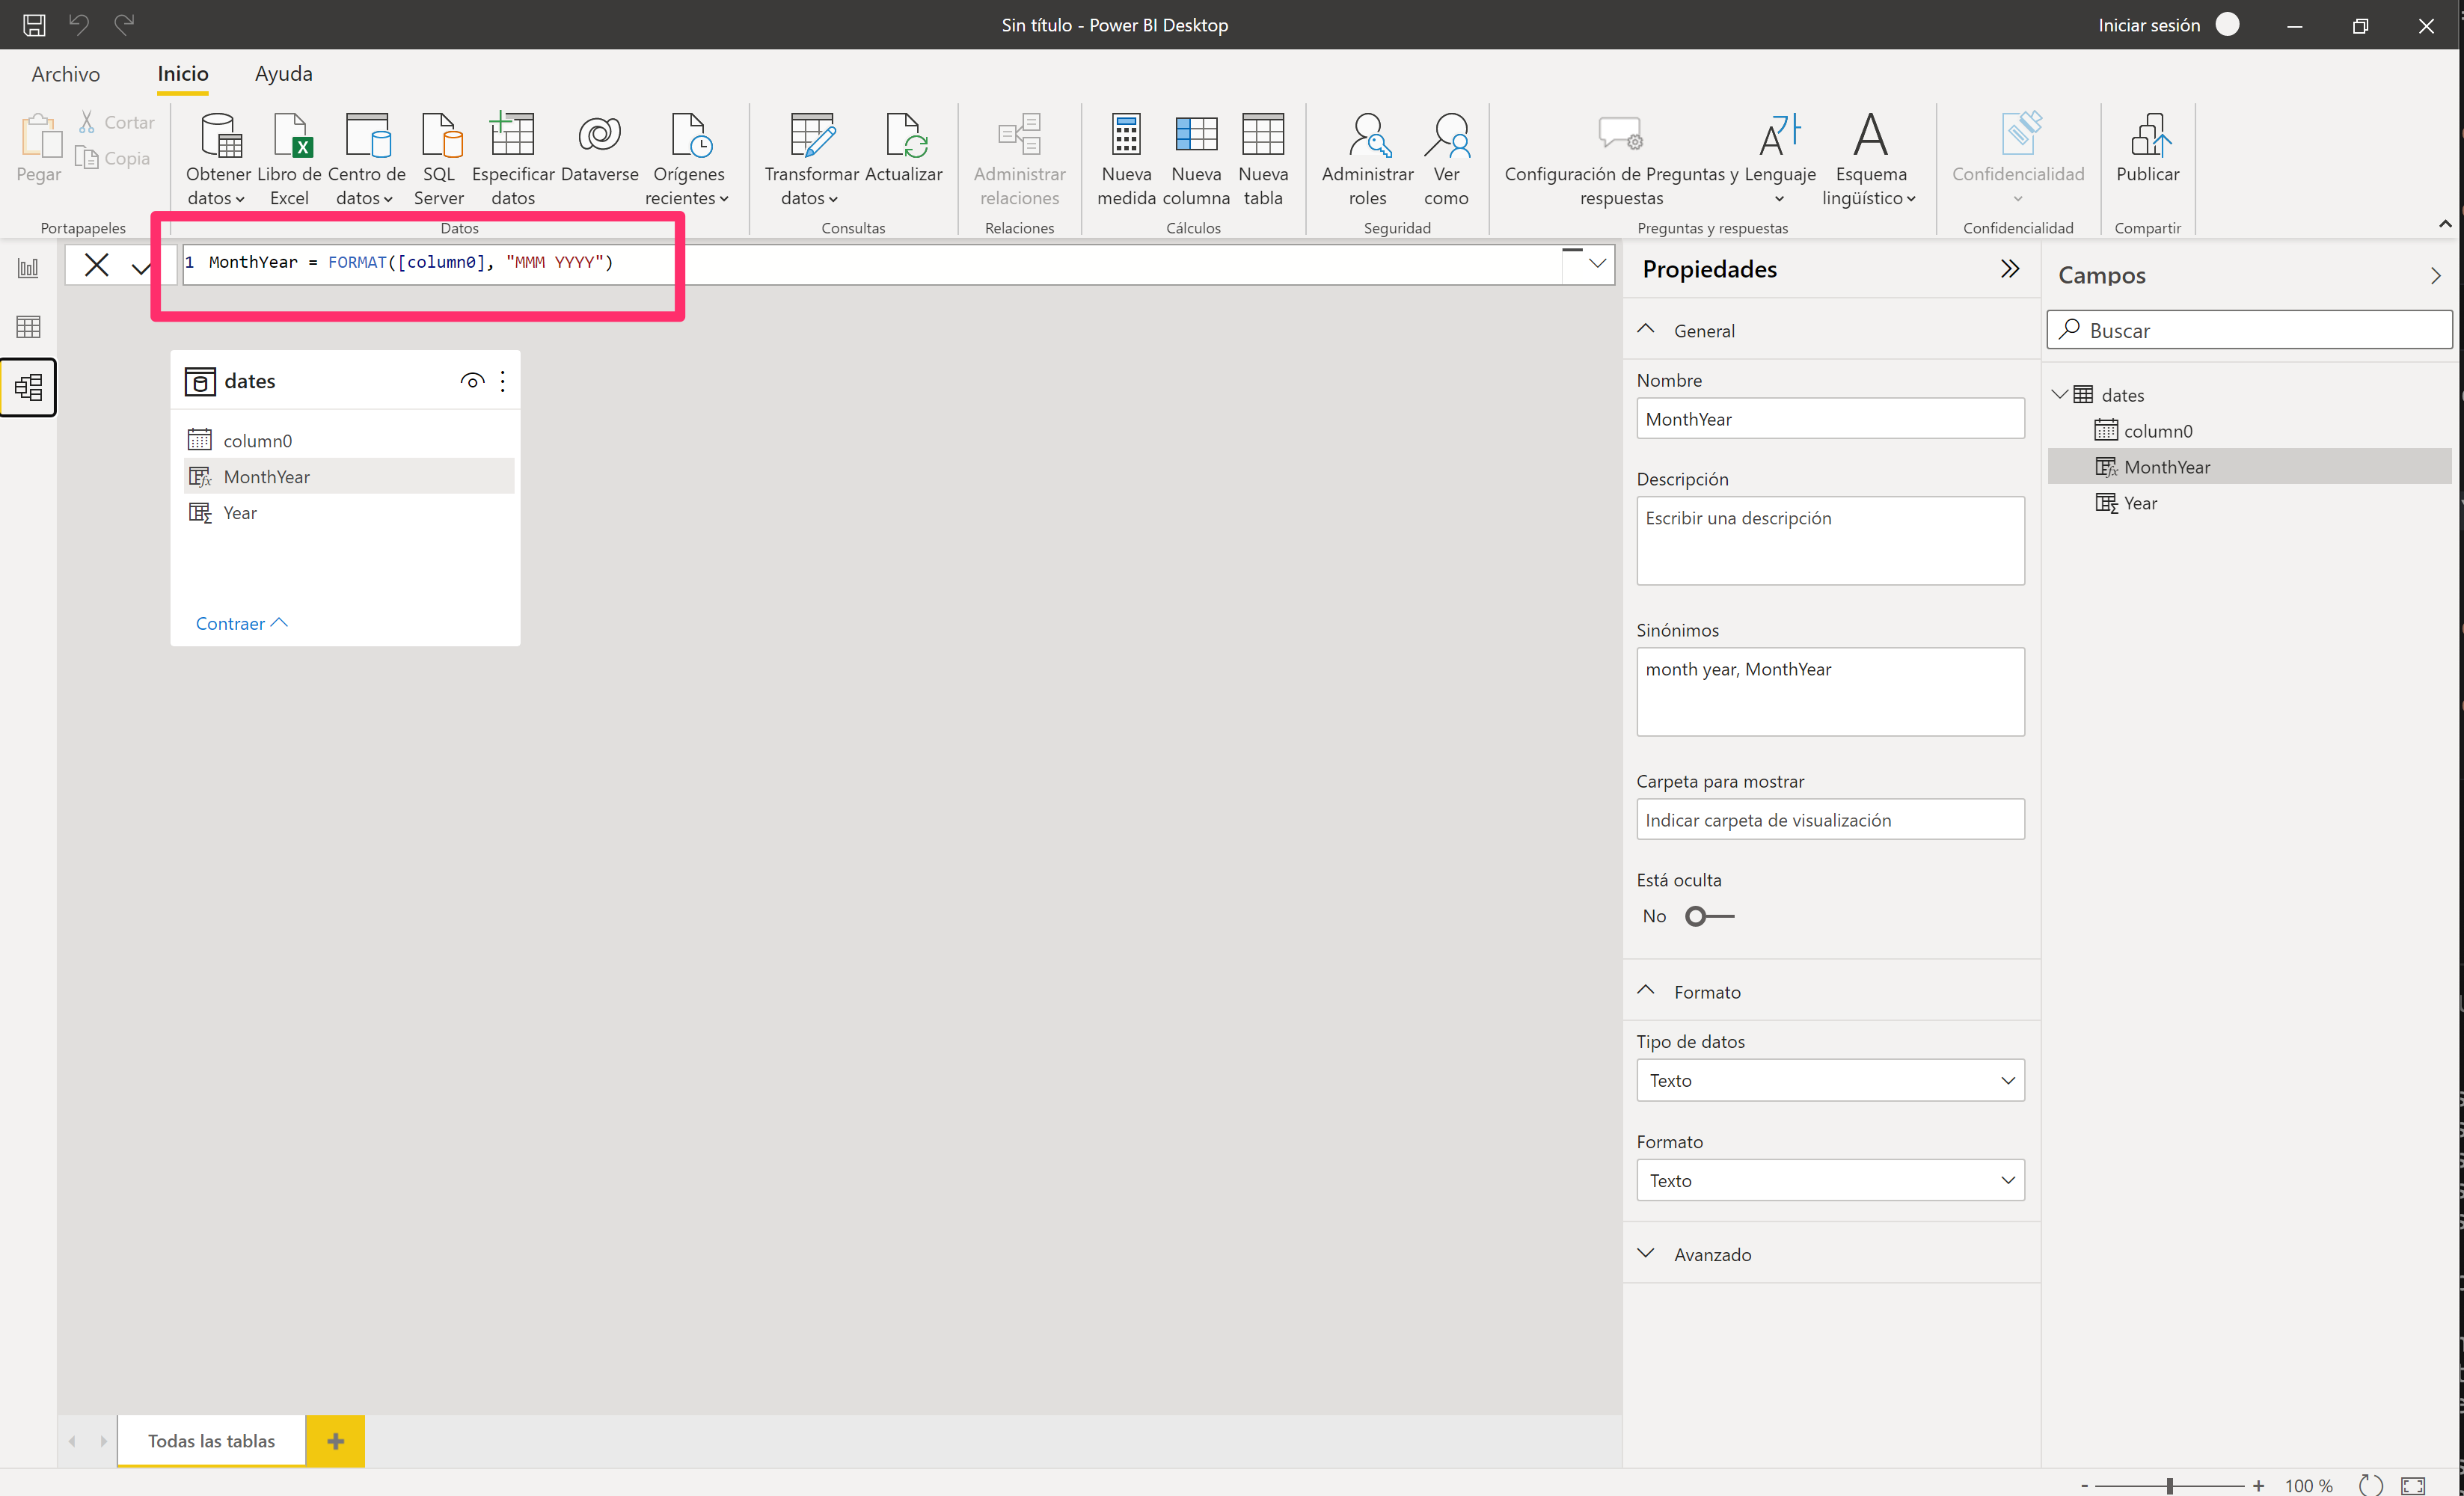 Sin título - Power BI Desktop
Iniciar sesión
Archivo
Inicio
Ayuda
Pegar
Cortar
Copia
Obtener datos
Libro de Excel
Centro de datos
SQL Server
Especificar datos
Dataverse
Orígenes recientes
Transformar datos
Actualizar
Administrar relaciones
Nueva medida
Nueva columna
Nueva tabla
Administrar roles
Ver como
Configuración de Preguntas y respuestas
Lenguaje
Esquema lingüístico
Confidencialidad
Publicar
Portapapeles
Datos
Consultas
Relaciones
Cálculos
Seguridad
Preguntas y respuestas
Confidencialidad
Compartir
1 MonthYear = FORMAT([column0], "MMM YYYY")
dates
column0
MonthYear
Year
Contraer
Todas las tablas
Propiedades
General
Nombre
MonthYear
Descripción
Escribir una descripción
Sinónimos
month year, MonthYear
Carpeta para mostrar
Indicar carpeta de visualización
Está oculta
No
Formato
Tipo de datos
Texto
Formato
Texto
Avanzado
Campos
Buscar
dates
column0
MonthYear
Year
- + 100 %